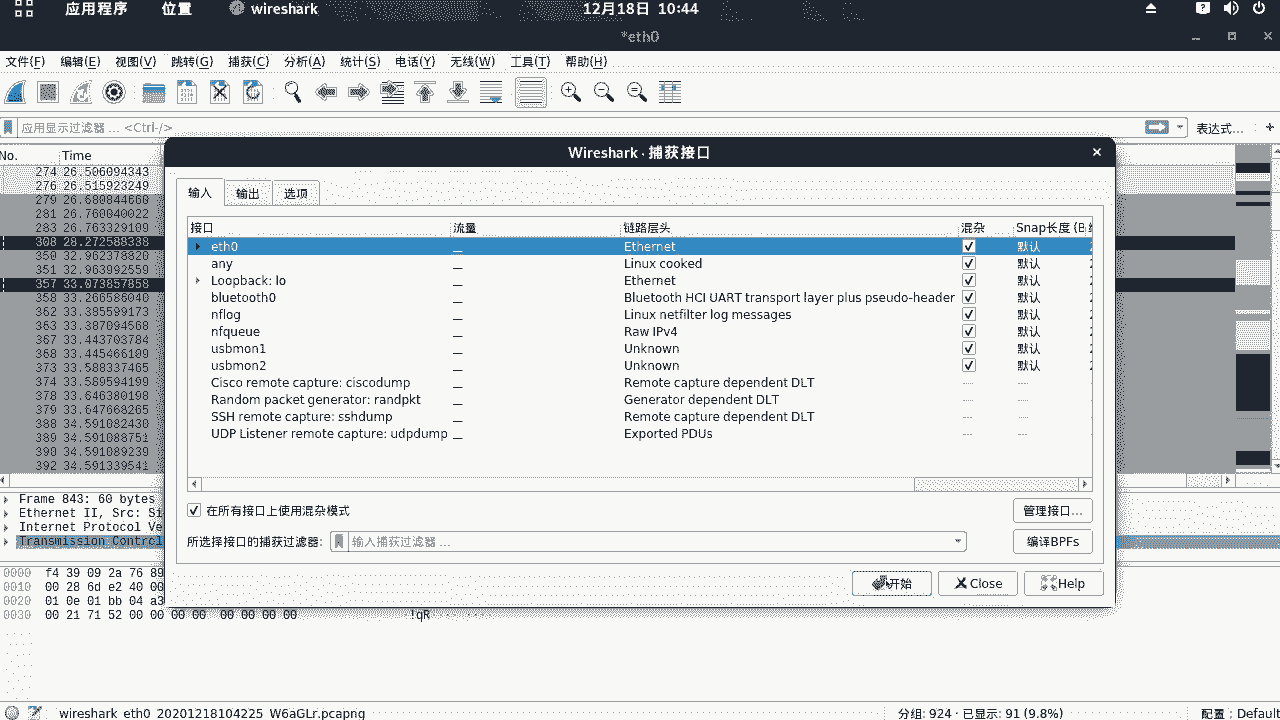 应用程序 位置 wireshark 12月18日 10:44
*eth0
文件(F) 编辑(E) 视图(V) 跳转(G) 捕获(C) 分析(A) 统计(S) 电话(Y) 无线(W) 工具(T) 帮助(H)
应用显示过滤器 … <Ctrl-/> 表达式… +
No. Time
274 26.506094343
276 26.515923249
279 26.680844660
281 26.760040022
283 26.763329109
308 28.272588338
350 32.962378820
351 32.963992559
357 33.073857858
358 33.266586040
359 33.385599173
363 33.387094568
367 33.443703784
368 33.445466109
373 33.588337465
374 33.589594199
378 33.646380198
379 33.647668265
388 34.591082430
389 34.591088751
390 34.591089239
392 34.591339541
Wireshark · 捕获接口
输入 输出 选项
接口 流量 链路层头 混杂 Snap长度 (B
eth0 Ethernet 默认
any Linux cooked 默认
Loopback: lo Ethernet 默认
bluetooth0 Bluetooth HCI UART transport layer plus pseudo-header 默认
nflog Linux netfilter log messages 默认
nfqueue Raw IPv4 默认
usbmon1 Unknown 默认
usbmon2 Unknown 默认
Cisco remote capture: ciscodump Remote capture dependent DLT — —
Random packet generator: randpkt Generator dependent DLT — —
SSH remote capture: sshdump Remote capture dependent DLT — —
UDP Listener remote capture: udpdump Exported PDUs — —
在所有接口上使用混杂模式 管理接口…
所选择接口的捕获过滤器: 输入捕获过滤器 … 编译BPFs
开始 Close Help
Frame 843: 60 bytes
Ethernet II, Src: Si
Internet Protocol Ve
Transmission Control
0000 f4 39 09 2a 76 89
0010 00 28 6d e2 40 00
0020 01 0e 01 bb 04 a3
0030 00 21 71 52 00 00 00 00 00 00 00 00 !qR·· ······
wireshark_eth0_20201218104225_W6aGLr.pcapng 分组: 924 · 已显示: 91 (9.8%) 配置: Default